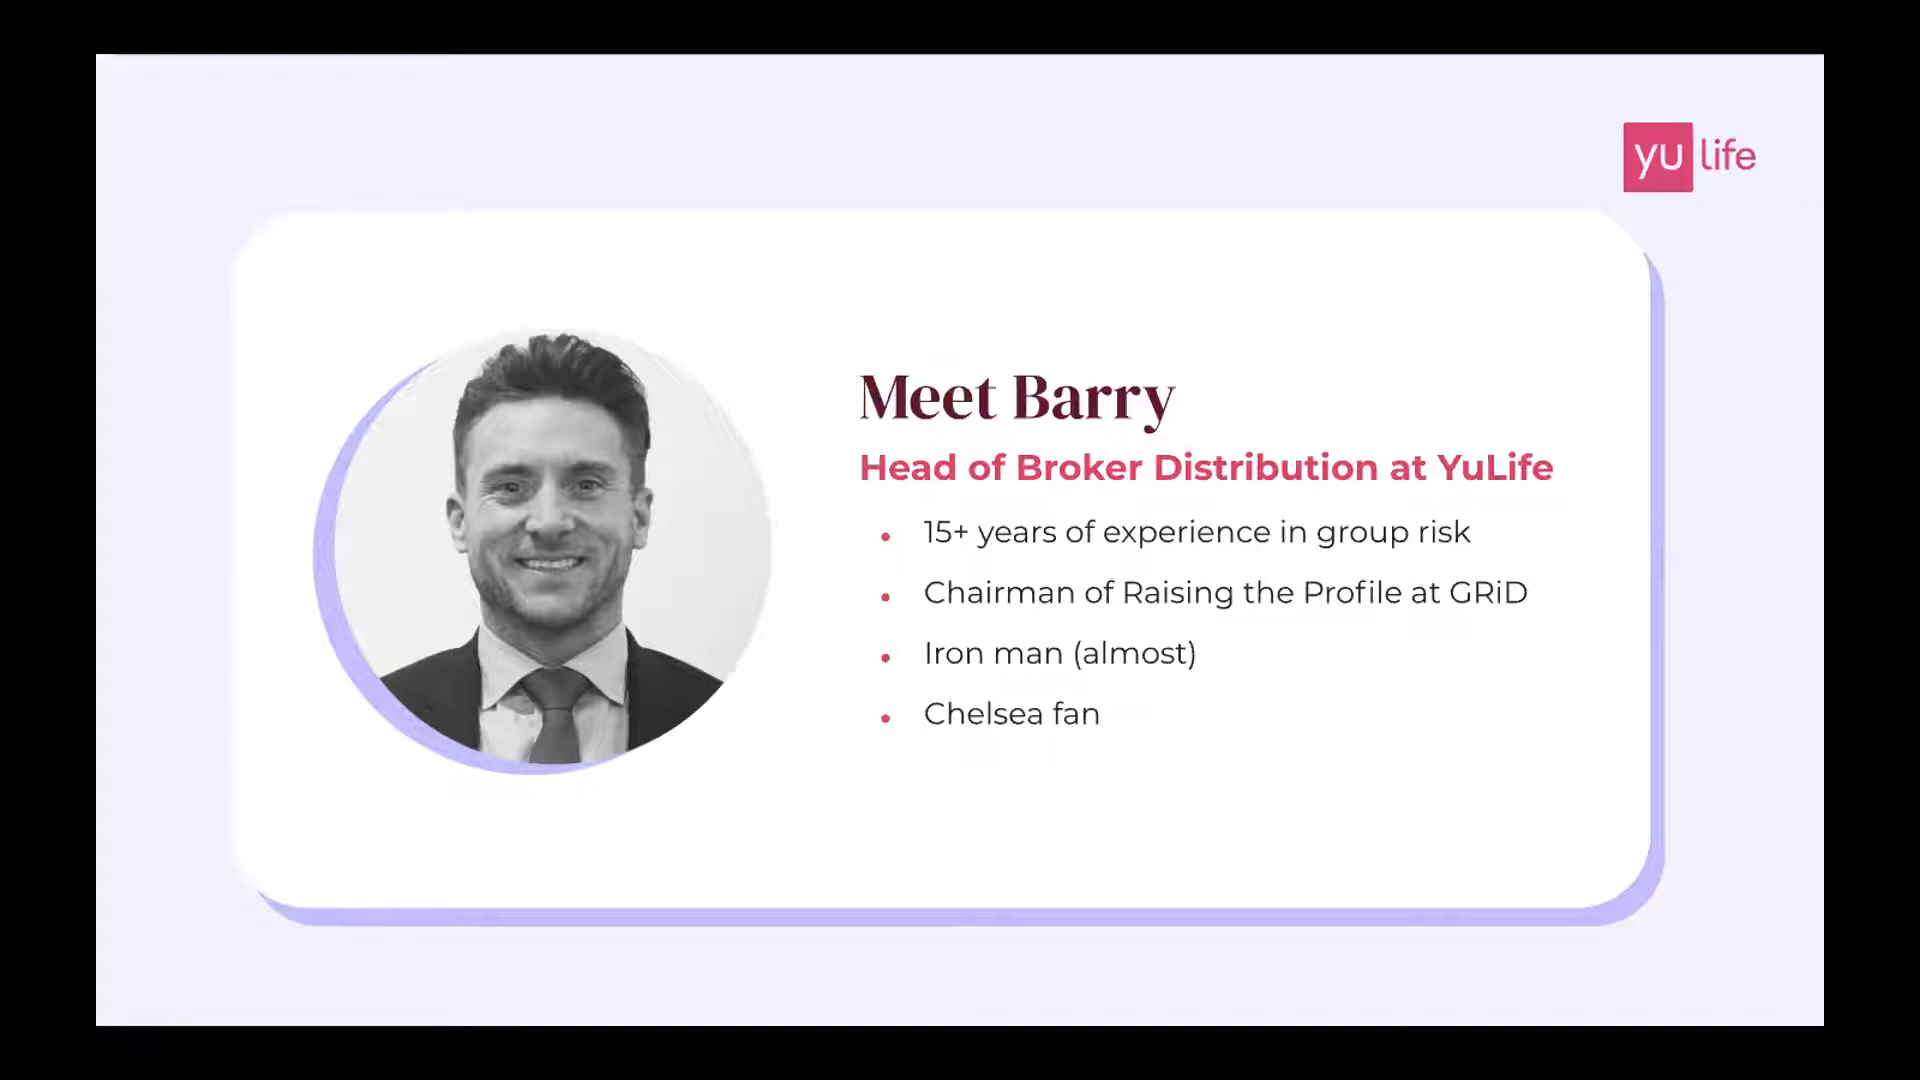 yu life
Meet Barry
Head of Broker Distribution at YuLife
• 15+ years of experience in group risk
• Chairman of Raising the Profile at GRiD
• Iron man (almost)
• Chelsea fan